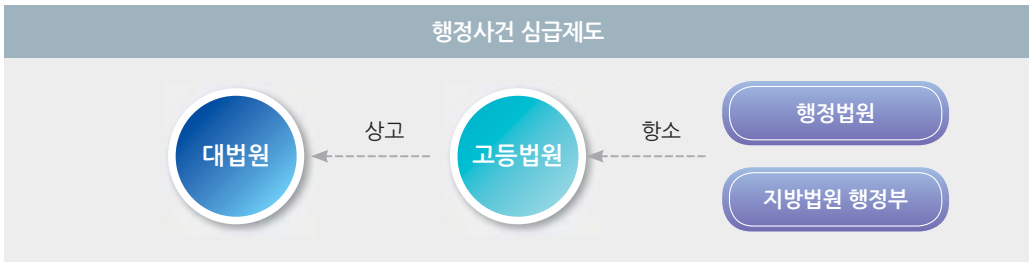 행정사건 심급제도
대법원
상고
고등법원
항소
행정법원
지방법원 행정부